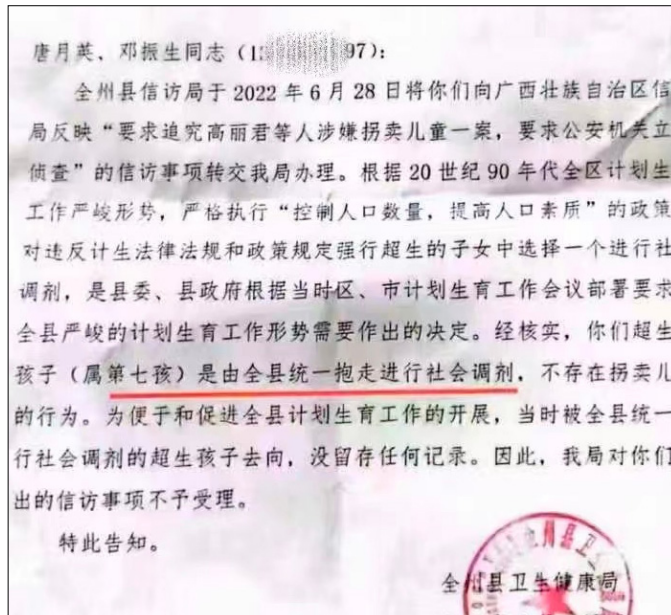 唐月英、邓振生同志（13 97）：
全州县信访局于 2022 年 6 月 28 日将你们向广西壮族自治区信
局反映“要求追究高丽君等人涉嫌拐卖儿童一案，要求公安机关立
侦查”的信访事项转交我局办理。根据 20 世纪 90 年代全区计划生
工作严峻形势，严格执行“控制人口数量，提高人口素质”的政策
对违反计生法律法规和政策规定强行超生的子女中选择一个进行社
调剂，是县委、县政府根据当时区、市计划生育工作会议部署要求
全县严峻的计划生育工作形势需要作出的决定。经核实，你们超生
孩子（属第七孩）是由全县统一抱走进行社会调剂，不存在拐卖儿
的行为。为便于和促进全县计划生育工作的开展，当时被全县统一
行社会调剂的超生孩子去向，没留存任何记录。因此，我局对你们
出的信访事项不予受理。
特此告知。
全州县卫生健康局